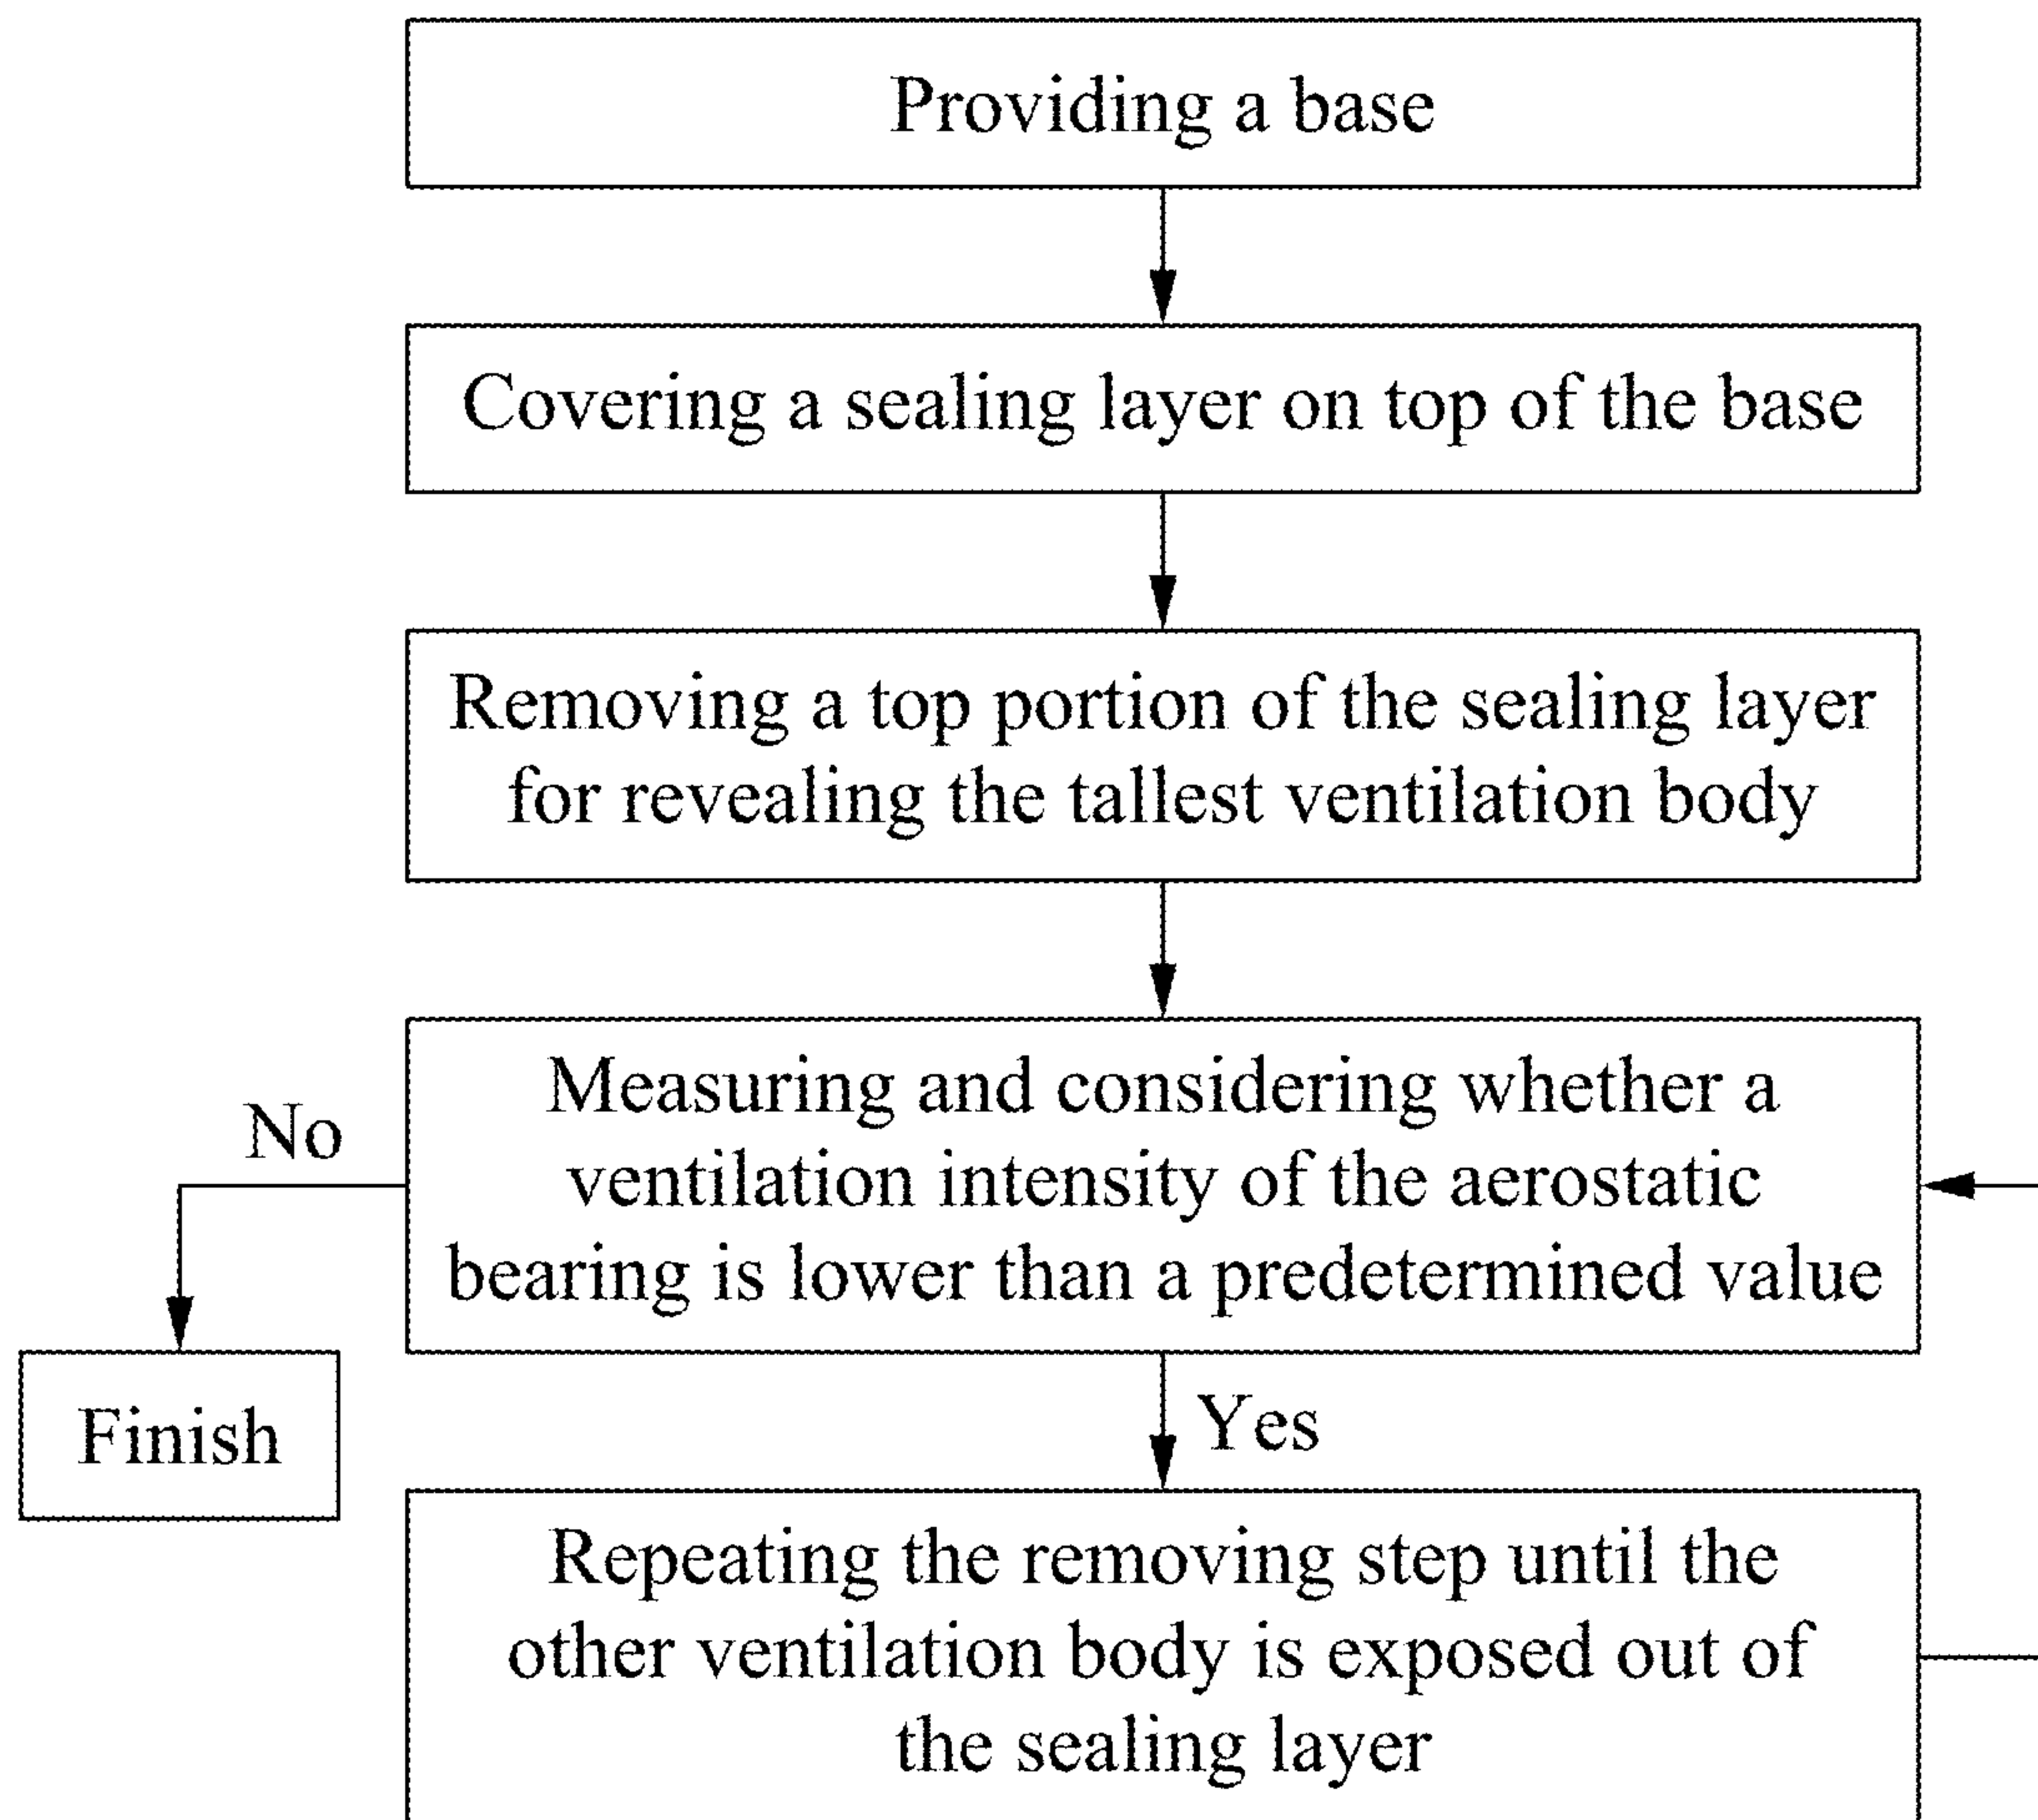 Providing a base
Covering a sealing layer on top of the base
Removing a top portion of the sealing layer
for revealing the tallest ventilation body
Measuring and considering whether a
ventilation intensity of the aerostatic
bearing is lower than a predetermined value
No
Finish
Yes
Repeating the removing step until the
other ventilation body is exposed out of
the sealing layer